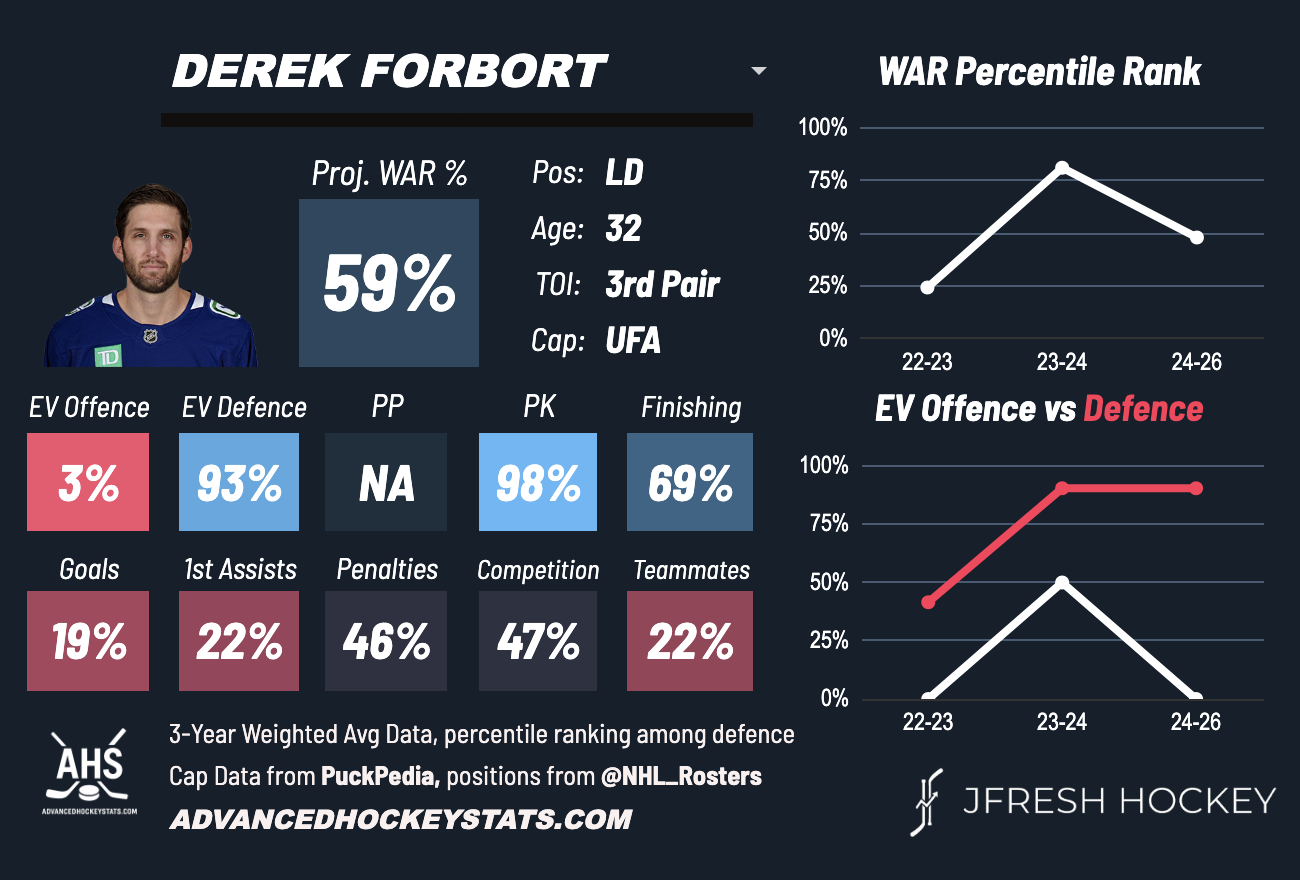 DEREK FORBORT
Proj. WAR %
59%
Pos: LD
Age: 32
TOI: 3rd Pair
Cap: UFA
TD
EV Offence EV Defence PP PK Finishing
3% 93% NA 98% 69%
Goals 1st Assists Penalties Competition Teammates
19% 22% 46% 47% 22%
WAR Percentile Rank
100%
75%
50%
25%
0%
22-23 23-24 24-26
EV Offence vs Defence
100%
75%
50%
25%
0%
22-23 23-24 24-26
AHS
ADVANCEDHOCKEYSTATS.COM
3-Year Weighted Avg Data, percentile ranking among defence
Cap Data from PuckPedia, positions from @NHL_Rosters
ADVANCEDHOCKEYSTATS.COM
JFRESH HOCKEY